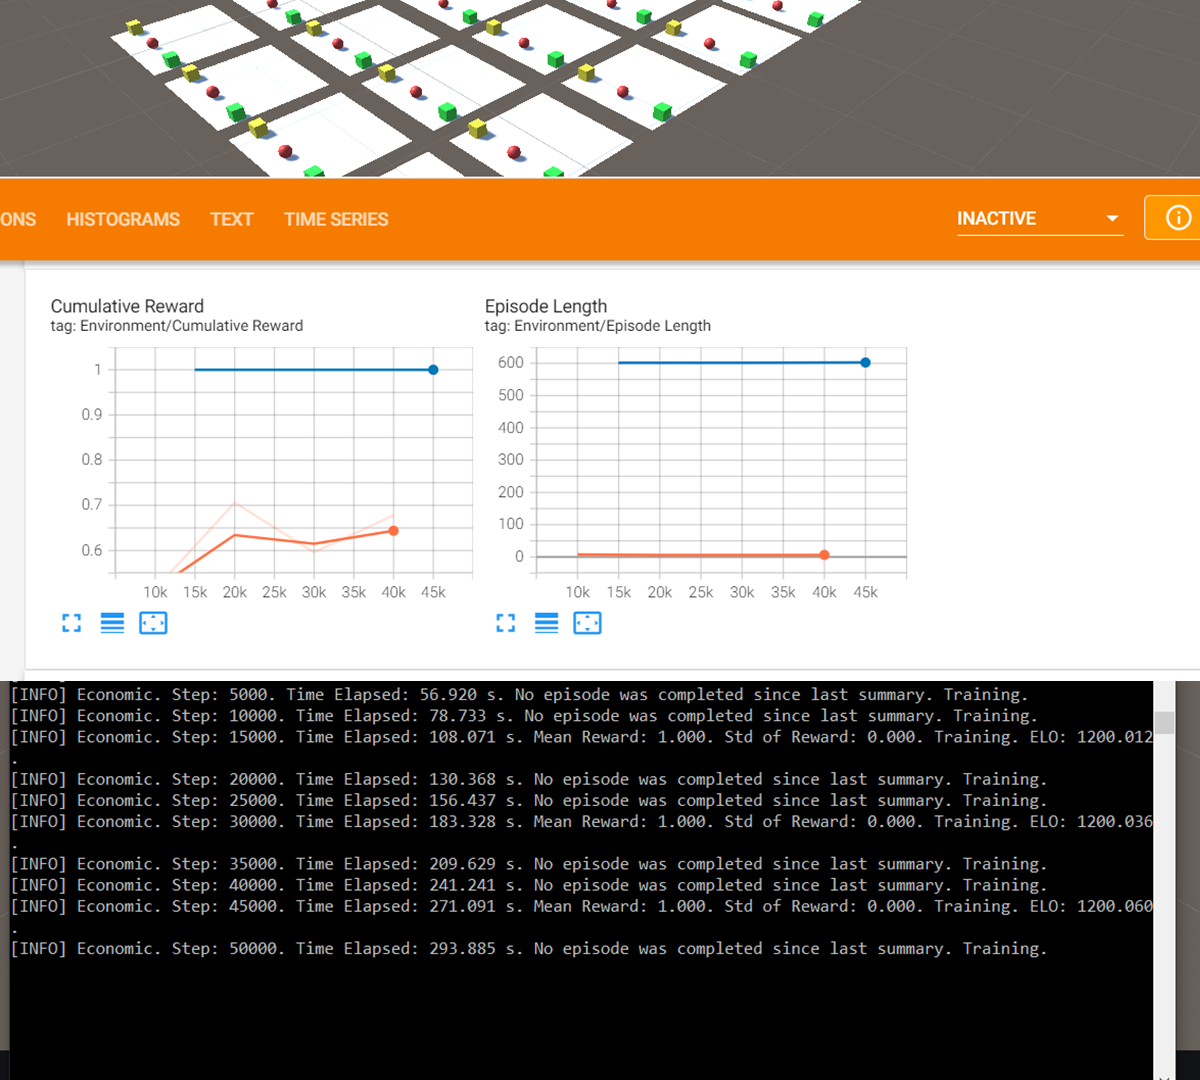 ONS HISTOGRAMS TEXT TIME SERIES INACTIVE
Cumulative Reward
tag: Environment/Cumulative Reward
1
0.9
0.8
0.7
0.6
10k 15k 20k 25k 30k 35k 40k 45k
Episode Length
tag: Environment/Episode Length
600
500
400
300
200
100
0
10k 15k 20k 25k 30k 35k 40k 45k
[INFO] Economic. Step: 5000. Time Elapsed: 56.920 s. No episode was completed since last summary. Training.
[INFO] Economic. Step: 10000. Time Elapsed: 78.733 s. No episode was completed since last summary. Training.
[INFO] Economic. Step: 15000. Time Elapsed: 108.071 s. Mean Reward: 1.000. Std of Reward: 0.000. Training. ELO: 1200.012
.
[INFO] Economic. Step: 20000. Time Elapsed: 130.368 s. No episode was completed since last summary. Training.
[INFO] Economic. Step: 25000. Time Elapsed: 156.437 s. No episode was completed since last summary. Training.
[INFO] Economic. Step: 30000. Time Elapsed: 183.328 s. Mean Reward: 1.000. Std of Reward: 0.000. Training. ELO: 1200.036
.
[INFO] Economic. Step: 35000. Time Elapsed: 209.629 s. No episode was completed since last summary. Training.
[INFO] Economic. Step: 40000. Time Elapsed: 241.241 s. No episode was completed since last summary. Training.
[INFO] Economic. Step: 45000. Time Elapsed: 271.091 s. Mean Reward: 1.000. Std of Reward: 0.000. Training. ELO: 1200.060
.
[INFO] Economic. Step: 50000. Time Elapsed: 293.885 s. No episode was completed since last summary. Training.